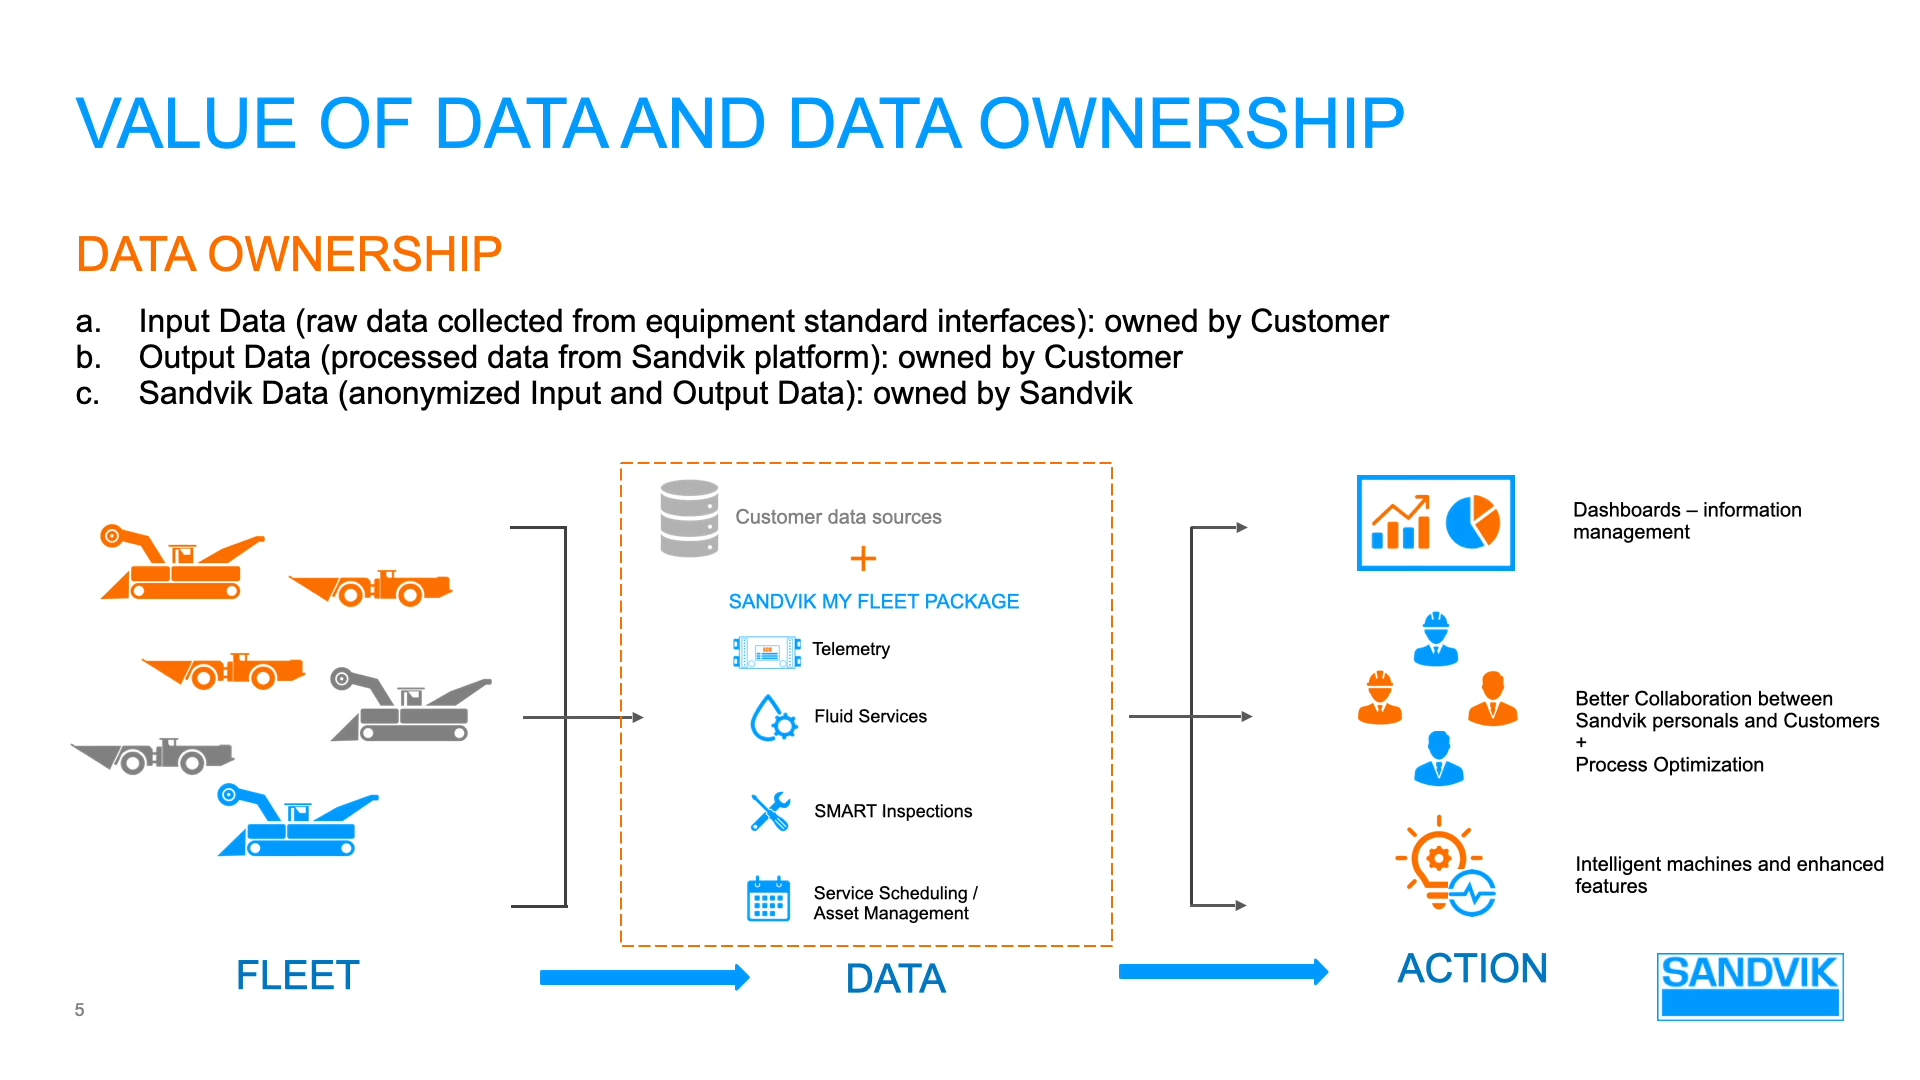 VALUE OF DATA AND DATA OWNERSHIP
DATA OWNERSHIP
a. Input Data (raw data collected from equipment standard interfaces): owned by Customer
b. Output Data (processed data from Sandvik platform): owned by Customer
c. Sandvik Data (anonymized Input and Output Data): owned by Sandvik
Customer data sources
+
SANDVIK MY FLEET PACKAGE
Telemetry
Fluid Services
SMART Inspections
Service Scheduling /
Asset Management
Dashboards – information
management
Better Collaboration between
Sandvik personals and Customers
+
Process Optimization
Intelligent machines and enhanced
features
FLEET
DATA
ACTION
SANDVIK
5